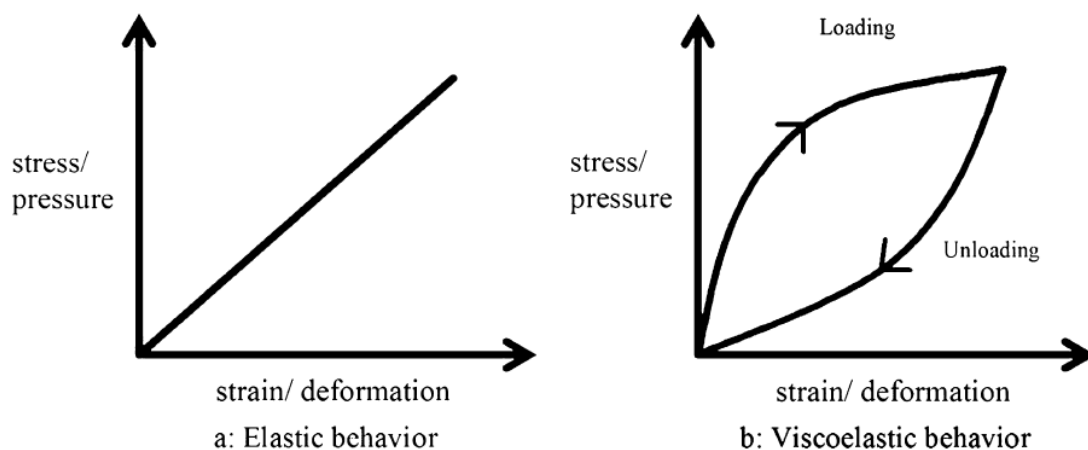 stress/
pressure
strain/ deformation
a: Elastic behavior
Loading
stress/
pressure
Unloading
strain/ deformation
b: Viscoelastic behavior